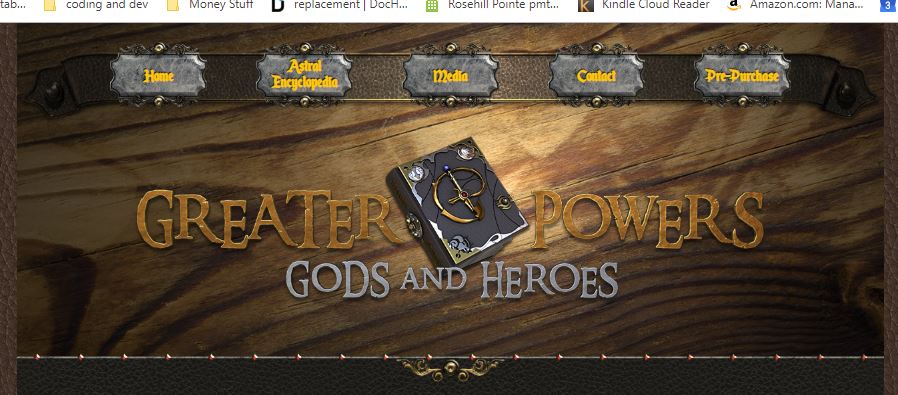 tab...
coding and dev
Money Stuff
replacement | DocH...
Rosehill Pointe pmt...
Kindle Cloud Reader
Amazon.com: Mana...
3
Home
Astral
Encyclopedia
Media
Contact
Pre-Purchase
GREATER POWERS
GODS AND HEROES